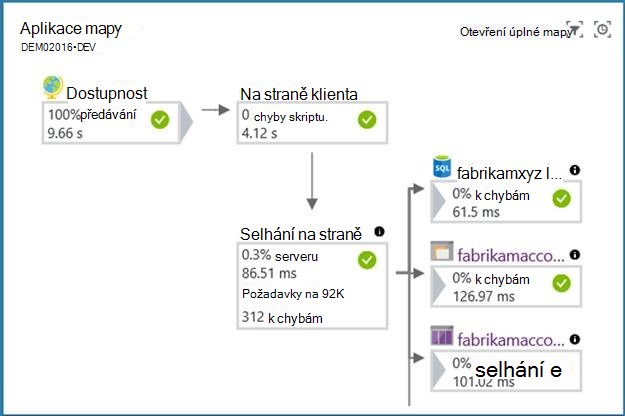 Aplikace mapy
DEMO2016•DEV
Otevření úplné mapy
Dostupnost
100% předávání
9.66 s
Na straně klienta
0 chyby skriptu.
4.12 s
Selhání na straně
0.3% serveru
86.51 ms
Požadavky na 92K
312 k chybám
SQL
fabrikamxyz I...
0% k chybám
61.5 ms
fabrikamacco...
0% k chybám
126.97 ms
fabrikamacco...
0% selhání e
101.02 ms